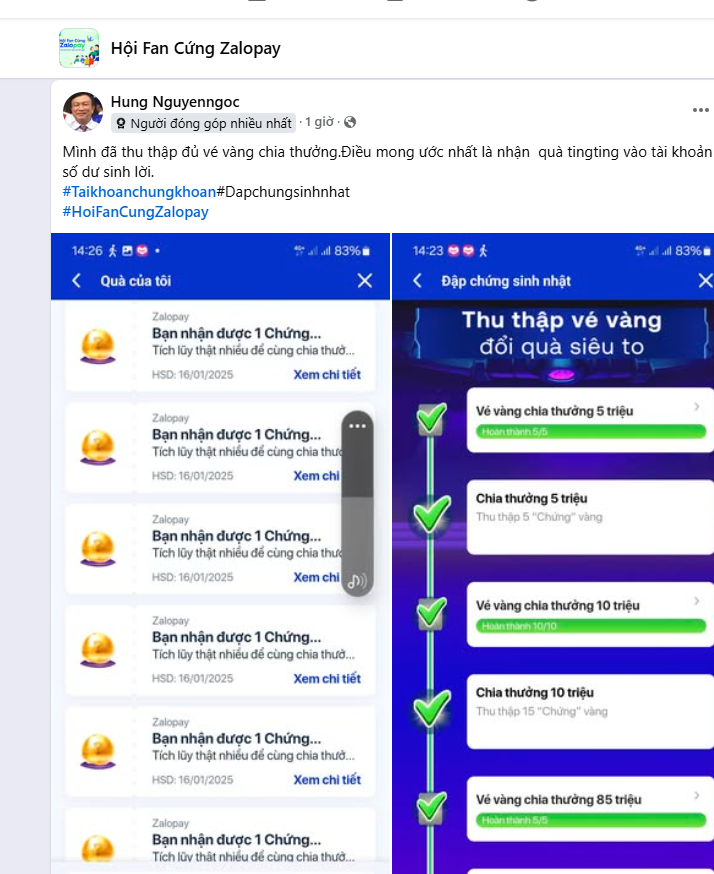 Hội Fan Cứng Zalopay
Hung Nguyenngoc
Người đóng góp nhiều nhất · 1 giờ ·
Mình đã thu thập đủ vé vàng chia thưởng.Điều mong ước nhất là nhận quà tingting vào tài khoản
số dư sinh lời.
#Taikhoanchungkhoan#Dapchungsinhnhat
#HoiFanCungZalopay
14:26
83%
Quà của tôi
Zalopay
Bạn nhận được 1 Chứng...
Tích lũy thật nhiều để cùng chia thưở...
HSD: 16/01/2025
Xem chi tiết
Zalopay
Bạn nhận được 1 Chứng...
Tích lũy thật nhiều để cùng chia thưở
HSD: 16/01/2025
Xem chi
Zalopay
Bạn nhận được 1 Chứng...
Tích lũy thật nhiều để cùng chia thưở
HSD: 16/01/2025
Xem chi
Zalopay
Bạn nhận được 1 Chứng...
Tích lũy thật nhiều để cùng chia thưở...
HSD: 16/01/2025
Xem chi tiết
Zalopay
Bạn nhận được 1 Chứng...
Tích lũy thật nhiều để cùng chia thưở...
HSD: 16/01/2025
Xem chi tiết
Zalopay
Bạn nhận được 1 Chứng...
Tích lũy thật nhiều để cùng chia thưở...
14:23
83%
Đập chứng sinh nhật
Thu thập vé vàng
đổi quà siêu to
Vé vàng chia thưởng 5 triệu
Hoàn thành 5/5
Chia thưởng 5 triệu
Thu thập 5 "Chứng" vàng
Vé vàng chia thưởng 10 triệu
Hoàn thành 10/10
Chia thưởng 10 triệu
Thu thập 15 "Chứng" vàng
Vé vàng chia thưởng 85 triệu
Hoàn thành 5/5